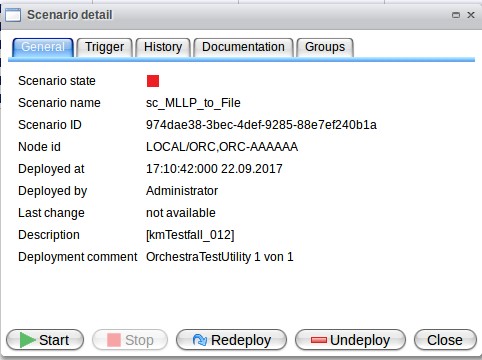 Scenario detail
General Trigger History Documentation Groups
Scenario state
Scenario name sc_MLLP_to_File
Scenario ID 974dae38-3bec-4def-9285-88e7ef240b1a
Node id LOCAL/ORC,ORC-AAAAAA
Deployed at 17:10:42:000 22.09.2017
Deployed by Administrator
Last change not available
Description [kmTestfall_012]
Deployment comment OrchestraTestUtility 1 von 1
Start Stop Redeploy Undeploy Close